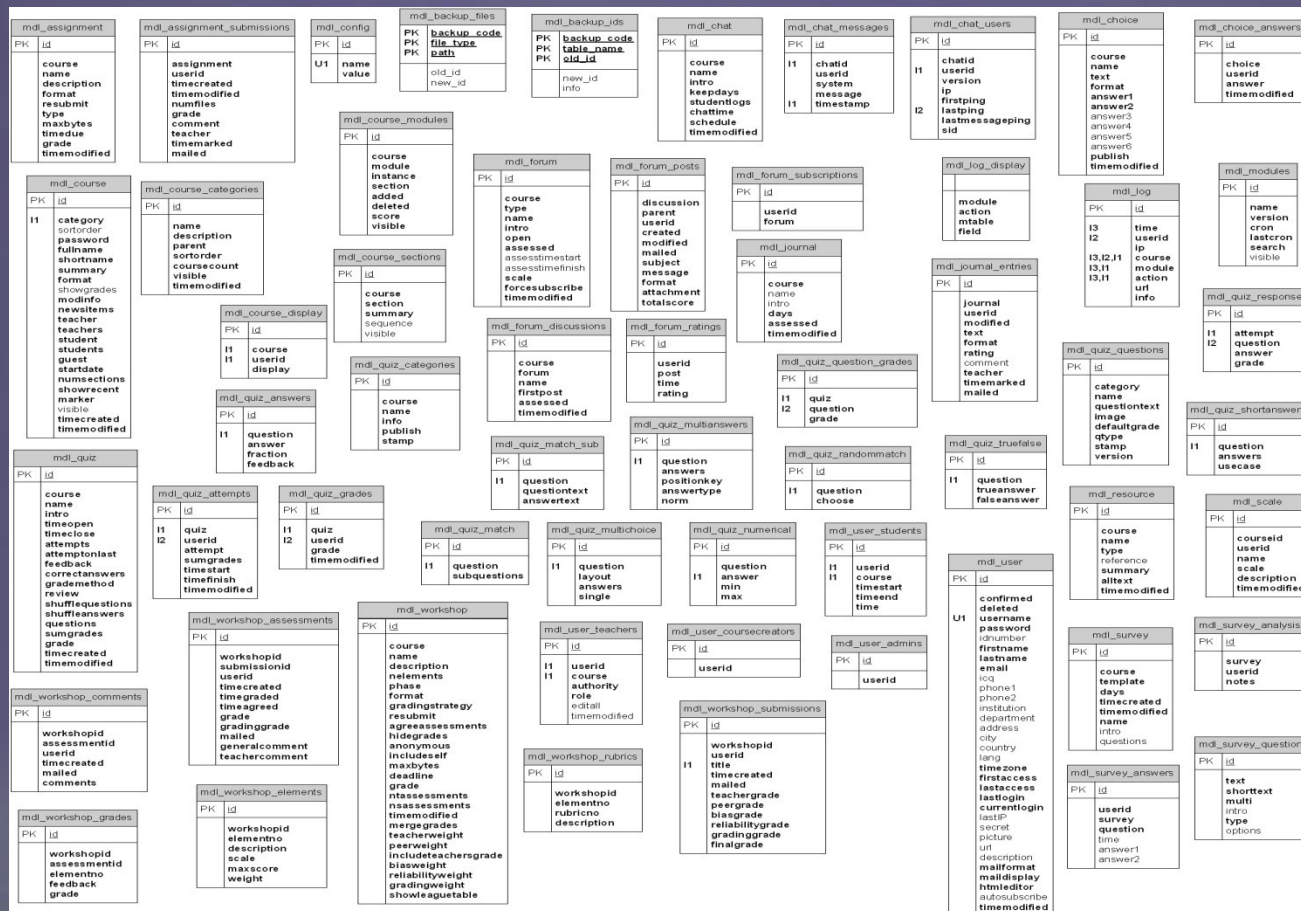 mdl_assignment
PK id
course
name
description
format
resubmit
type
maxbytes
timedue
grade
timemodified
mdl_assignment_submissions
PK id
assignment
userid
timecreated
timemodified
numfiles
grade
comment
teacher
timemarked
mailed
mdl_config
PK id
U1 name
value
mdl_backup_files
PK backup_code
PK file_type
PK path
old_id
new_id
mdl_backup_ids
PK backup_code
PK table_name
PK old_id
new_id
info
mdl_chat
PK id
course
name
intro
keepdays
studentlogs
chattime
schedule
timemodified
mdl_chat_messages
PK id
I1 chatid
userid
system
message
I1 timestamp
mdl_chat_users
PK id
I1 chatid
I1 userid
version
ip
firstping
I2 lastping
lastmessageping
sid
mdl_choice
PK id
course
name
text
format
answer1
answer2
answer3
answer4
answer5
answer6
publish
timemodified
mdl_choice_answers
PK id
choice
userid
answer
timemodified
mdl_course
PK id
I1 category
sortorder
password
fullname
shortname
summary
format
showgrades
modinfo
newsitems
teacher
teachers
student
students
guest
startdate
numsections
showrecent
marker
visible
timecreated
timemodified
mdl_course_categories
PK id
name
description
parent
sortorder
coursecount
visible
timemodified
mdl_course_modules
PK id
course
module
instance
section
added
deleted
score
visible
mdl_course_sections
PK id
course
section
summary
sequence
visible
mdl_forum
PK id
course
type
name
intro
open
assessed
assesstimestart
assesstimefinish
scale
forcesubscribe
timemodified
mdl_forum_posts
PK id
discussion
parent
userid
created
modified
mailed
subject
message
format
attachment
totalscore
mdl_forum_subscriptions
PK id
userid
forum
mdl_log_display
module
action
mtable
field
mdl_log
PK id
I3 time
I2 userid
ip
I3,I2,I1 course
I3,I1 module
I3,I1 action
url
info
mdl_modules
PK id
name
version
cron
lastcron
search
visible
mdl_journal
PK id
course
name
intro
days
assessed
timemodified
mdl_journal_entries
PK id
journal
userid
modified
text
format
rating
comment
teacher
timemarked
mailed
mdl_course_display
PK id
I1 course
I1 userid
display
mdl_quiz_categories
PK id
course
name
info
publish
stamp
mdl_forum_discussions
PK id
course
forum
name
firstpost
assessed
timemodified
mdl_forum_ratings
PK id
userid
post
time
rating
mdl_quiz_question_grades
PK id
I1 quiz
I2 question
grade
mdl_quiz_questions
PK id
category
name
questiontext
image
defaultgrade
qtype
stamp
version
mdl_quiz_response
PK id
I1 attempt
I2 question
answer
grade
mdl_quiz_answers
PK id
I1 question
answer
fraction
feedback
mdl_quiz_match_sub
PK id
I1 question
questiontext
answertext
mdl_quiz_multianswers
PK id
I1 question
answers
positionkey
answertype
norm
mdl_quiz_randommatch
PK id
I1 question
choose
mdl_quiz_truefalse
PK id
I1 question
trueanswer
falseanswer
mdl_quiz_shortanswer
PK id
I1 question
answers
usecase
mdl_quiz
PK id
course
name
intro
timeopen
timeclose
attempts
attemptonlast
feedback
correctanswers
grademethod
review
shufflequestions
shuffleanswers
questions
sumgrades
grade
timecreated
timemodified
mdl_quiz_attempts
PK id
I1 quiz
I2 userid
attempt
sumgrades
timestart
timefinish
timemodified
mdl_quiz_grades
PK id
I1 quiz
I2 userid
grade
timemodified
mdl_quiz_match
PK id
I1 question
subquestions
mdl_quiz_multichoice
PK id
I1 question
layout
answers
single
mdl_quiz_numerical
PK id
question
I1 answer
min
max
mdl_user_students
PK id
I1 userid
I1 course
timestart
timeend
time
mdl_user
PK id
confirmed
deleted
U1 username
password
idnumber
firstname
lastname
email
icq
phone1
phone2
institution
department
address
city
country
lang
timezone
firstaccess
lastaccess
lastlogin
currentlogin
lastIP
secret
picture
url
description
mailformat
maildisplay
htmleditor
autosubscribe
timemodified
mdl_resource
PK id
course
name
type
reference
summary
alltext
timemodified
mdl_scale
PK id
courseid
userid
name
scale
description
timemodified
mdl_workshop_assessments
PK id
workshopid
submissionid
userid
timecreated
timegraded
timeagreed
grade
gradinggrade
mailed
generalcomment
teachercomment
mdl_workshop
PK id
course
name
description
nelements
phase
format
gradingstrategy
resubmit
agreeassessments
hidegrades
anonymous
includeself
maxbytes
deadline
grade
ntassessments
nsassessments
timemodified
mergegrades
teacherweight
peerweight
includeteachersgrade
biasweight
reliabilityweight
gradingweight
showleaguetable
mdl_user_teachers
PK id
I1 userid
I1 course
authority
role
editall
timemodified
mdl_user_coursecreators
PK id
userid
mdl_user_admins
PK id
userid
mdl_survey
PK id
course
template
days
timecreated
timemodified
name
intro
questions
mdl_survey_analysis
PK id
survey
userid
notes
mdl_workshop_comments
PK id
workshopid
assessmentid
userid
timecreated
mailed
comments
mdl_workshop_submissions
PK id
workshopid
userid
I1 title
timecreated
mailed
teachergrade
peergrade
biasgrade
reliabilitygrade
gradinggrade
finalgrade
mdl_workshop_rubrics
PK id
workshopid
elementno
rubricno
description
mdl_survey_question
PK id
text
shorttext
multi
intro
type
options
mdl_survey_answers
PK id
userid
survey
question
time
answer1
answer2
mdl_workshop_elements
PK id
workshopid
elementno
description
scale
maxscore
weight
mdl_workshop_grades
PK id
workshopid
assessmentid
elementno
feedback
grade